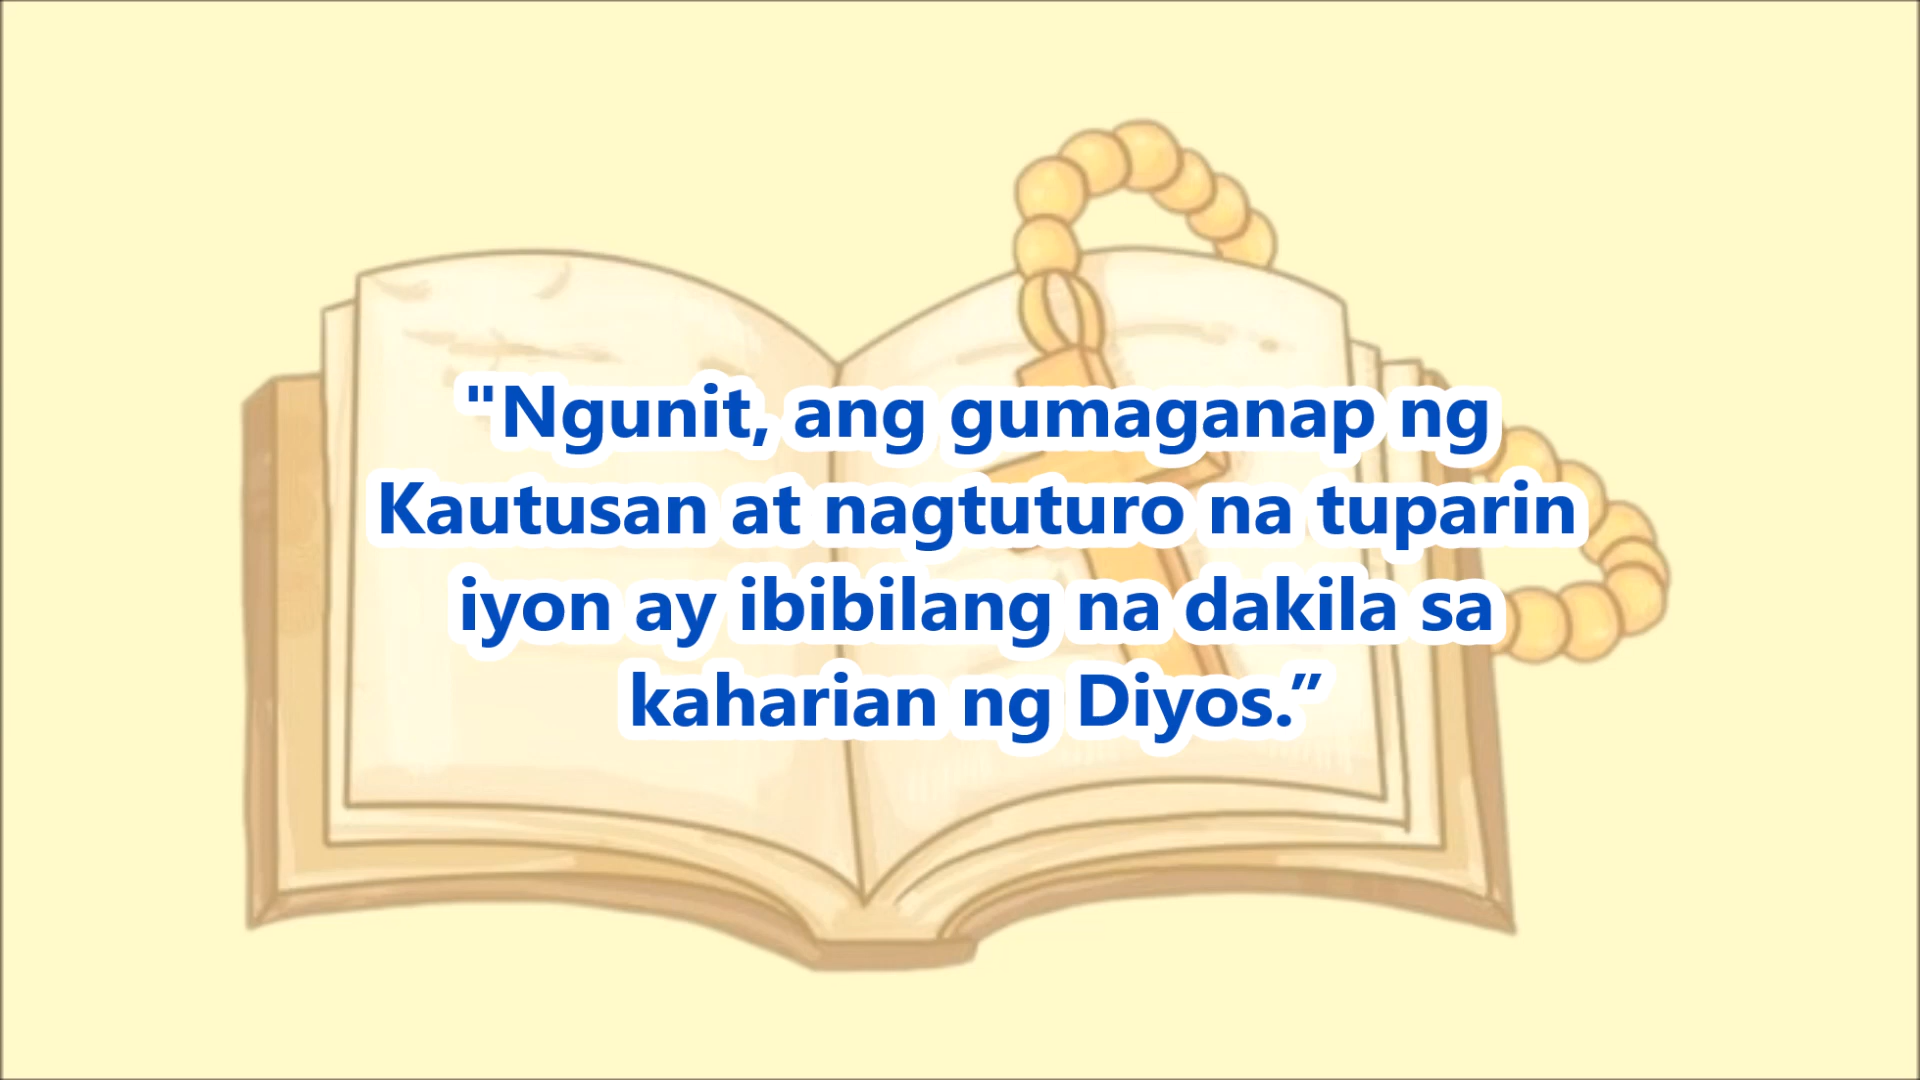 "Ngunit, ang gumaganap ng
Kautusan at nagtuturo na tuparin
iyon ay ibibilang na dakila sa
kaharian ng Diyos.”